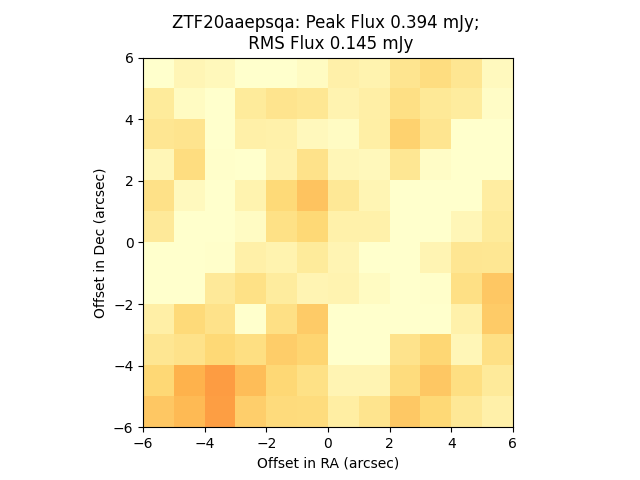 ZTF20aaepsqa: Peak Flux 0.394 mJy;
RMS Flux 0.145 mJy
6
4
2
0
−2
−4
−6
Offset in Dec (arcsec)
−6 −4 −2 0 2 4 6
Offset in RA (arcsec)